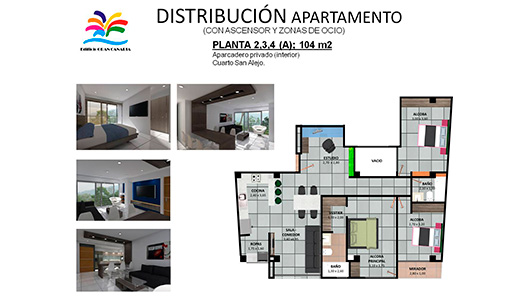 DISTRIBUCIÓN APARTAMENTO
(CON ASCENSOR Y ZONAS DE OCIO)
PLANTA 2,3,4 (A); 104 m2
Aparcadero privado (interior)
Cuarto San Alejo.
Edificio GRAN CANARIA
ALCOBA
ESTUDIO
VACIO
COCINA
BAÑO
VESTIER
SALA-
COMEDOR
ALCOBA
ROPAS
BAÑO
ALCOBA
PRINCIPAL
MIRADOR